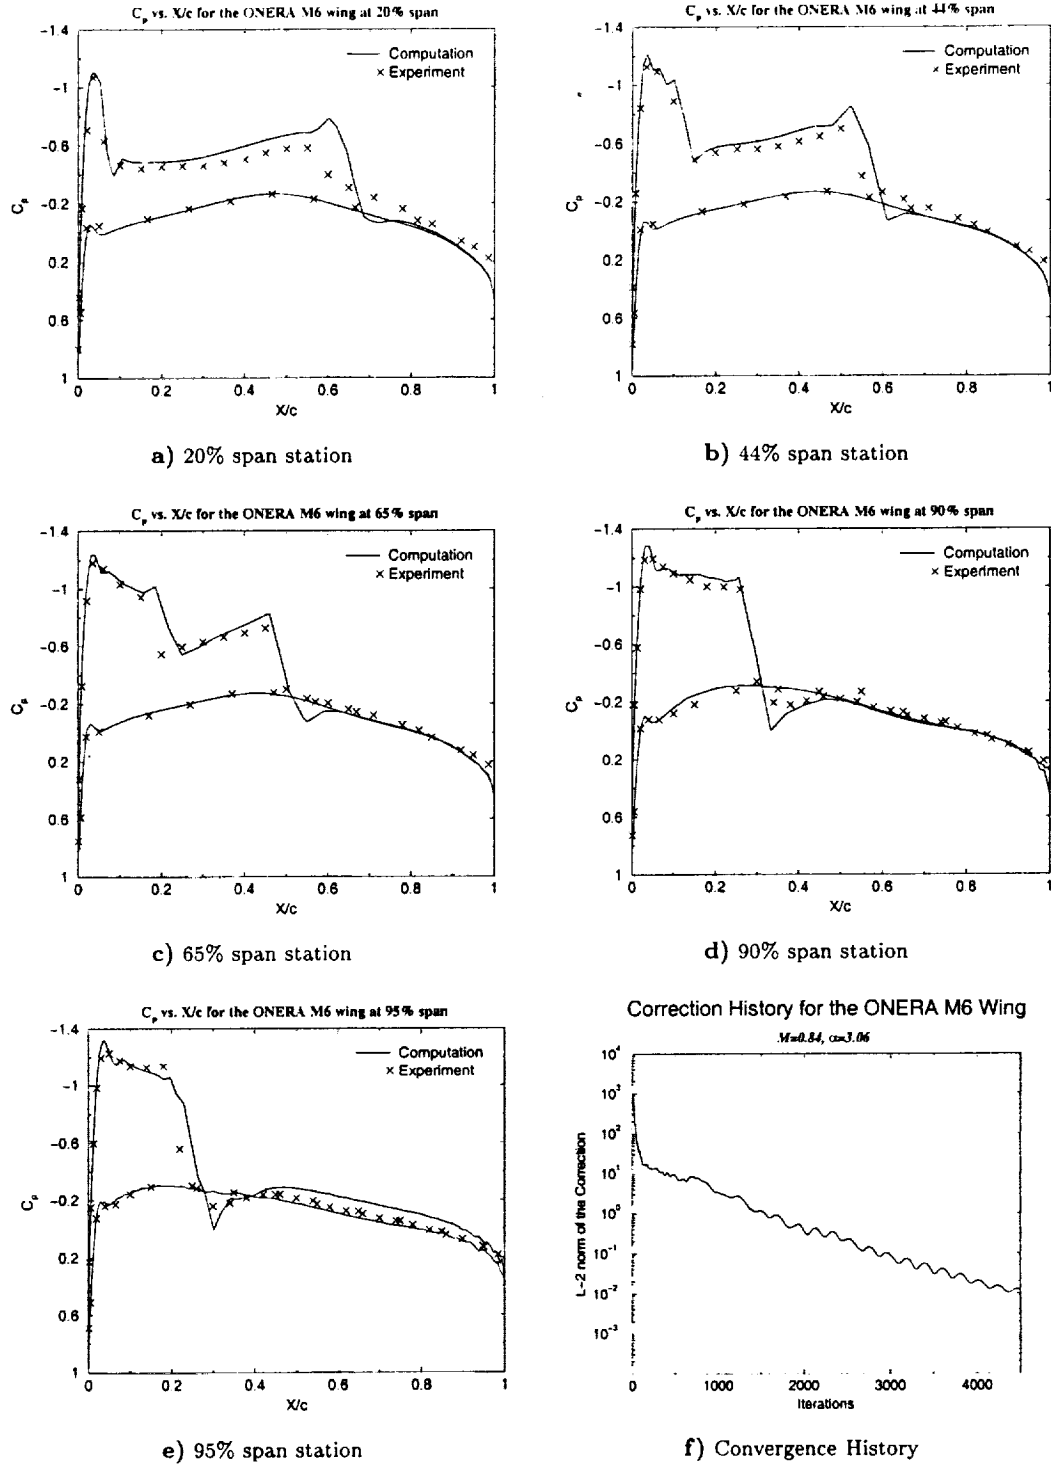 Cp vs. X/c for the ONERA M6 wing at 20% span
-1.4
-1
-0.6
-0.2
0.2
0.6
1
Cp
Computation
× Experiment
0 0.2 0.4 0.6 0.8 1
X/c
a) 20% span station
Cp vs. X/c for the ONERA M6 wing at 44% span
-1.4
-1
-0.6
-0.2
0.2
0.6
1
Cp
Computation
× Experiment
0 0.2 0.4 0.6 0.8 1
X/c
b) 44% span station
Cp vs. X/c for the ONERA M6 wing at 65% span
-1.4
-1
-0.6
-0.2
0.2
0.6
1
Cp
Computation
× Experiment
0 0.2 0.4 0.6 0.8 1
X/c
c) 65% span station
Cp vs. X/c for the ONERA M6 wing at 90% span
-1.4
-1
-0.6
-0.2
0.2
0.6
1
Cp
Computation
× Experiment
0 0.2 0.4 0.6 0.8 1
X/c
d) 90% span station
Cp vs. X/c for the ONERA M6 wing at 95% span
-1.4
-1
-0.6
-0.2
0.2
0.6
1
Cp
Computation
× Experiment
0 0.2 0.4 0.6 0.8 1
X/c
e) 95% span station
Correction History for the ONERA M6 Wing
M=0.84, α=3.06
10^4
10^3
10^2
10^1
10^0
10^-1
10^-2
10^-3
L-2 norm of the Correction
0 1000 2000 3000 4000
Iterations
f) Convergence History